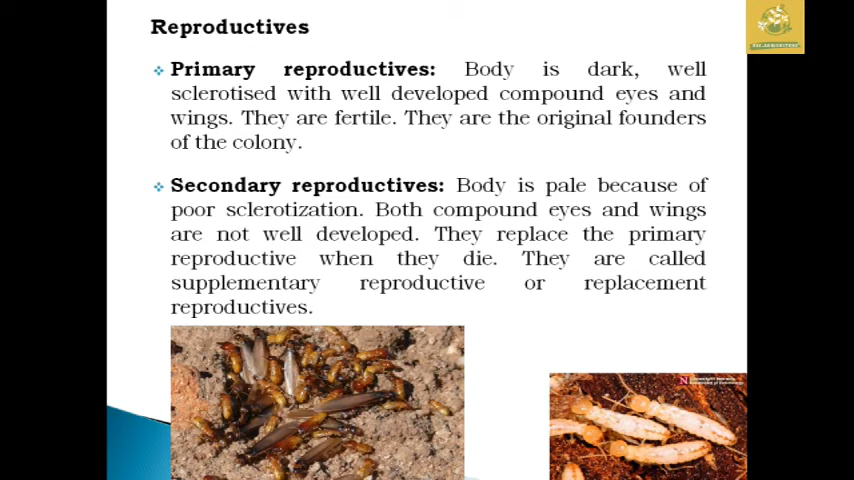 Reproductives
❖ Primary reproductives: Body is dark, well
sclerotised with well developed compound eyes and
wings. They are fertile. They are the original founders
of the colony.
❖ Secondary reproductives: Body is pale because of
poor sclerotization. Both compound eyes and wings
are not well developed. They replace the primary
reproductive when they die. They are called
supplementary reproductive or replacement
reproductives.